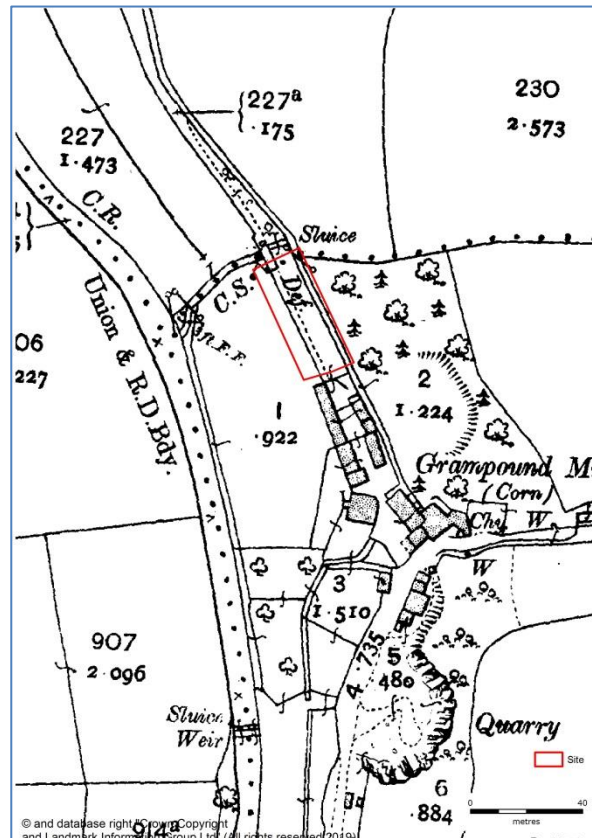 227ª
·175
230
2·573
227
1·473
C.R.
Sluice
C.S.
Def.
Union & R.D. Bdy.
06
227
1
·922
2
1·224
Grampound M
(Corn)
Chy
W
W
3
1·510
907
2·096
4
·735
5
·480
Sluice
Weir
Quarry
Site
6
·884
0
40
metres
914ª
© and database right "Crown Copyright
and Landmark Information Group Ltd" (All rights reserved 2019)